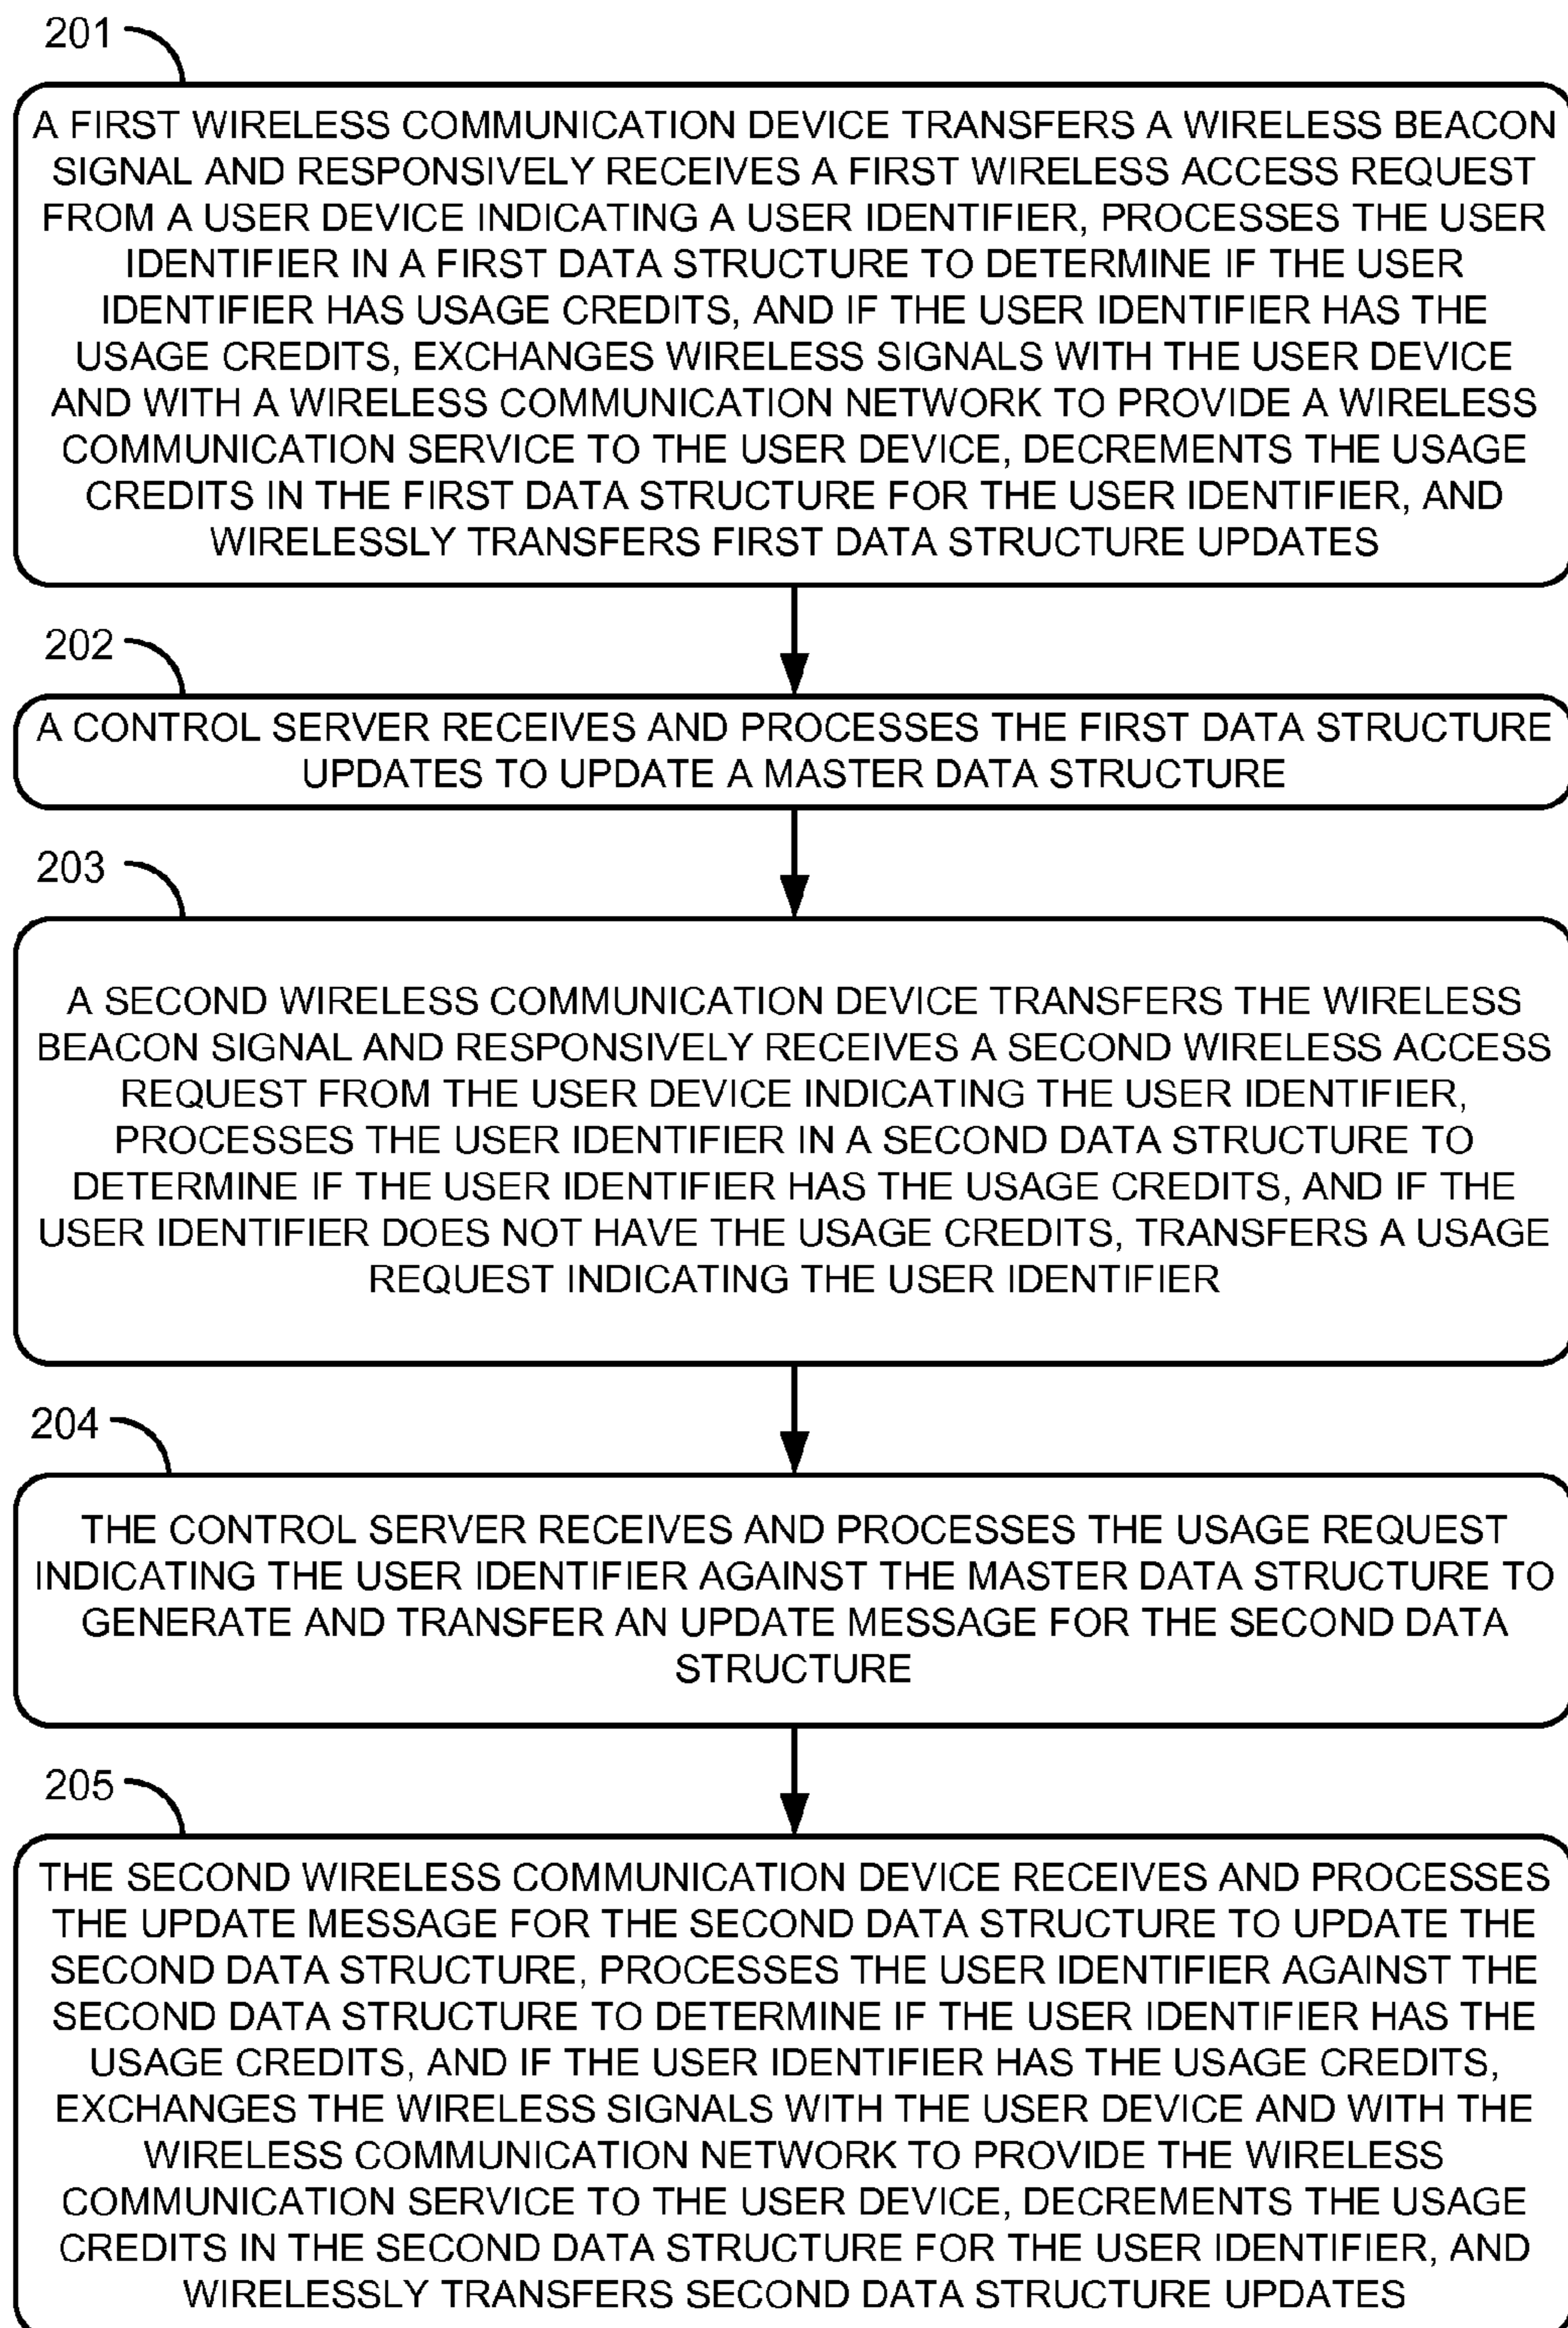 201
A FIRST WIRELESS COMMUNICATION DEVICE TRANSFERS A WIRELESS BEACON
SIGNAL AND RESPONSIVELY RECEIVES A FIRST WIRELESS ACCESS REQUEST
FROM A USER DEVICE INDICATING A USER IDENTIFIER, PROCESSES THE USER
IDENTIFIER IN A FIRST DATA STRUCTURE TO DETERMINE IF THE USER
IDENTIFIER HAS USAGE CREDITS, AND IF THE USER IDENTIFIER HAS THE
USAGE CREDITS, EXCHANGES WIRELESS SIGNALS WITH THE USER DEVICE
AND WITH A WIRELESS COMMUNICATION NETWORK TO PROVIDE A WIRELESS
COMMUNICATION SERVICE TO THE USER DEVICE, DECREMENTS THE USAGE
CREDITS IN THE FIRST DATA STRUCTURE FOR THE USER IDENTIFIER, AND
WIRELESSLY TRANSFERS FIRST DATA STRUCTURE UPDATES
202
A CONTROL SERVER RECEIVES AND PROCESSES THE FIRST DATA STRUCTURE
UPDATES TO UPDATE A MASTER DATA STRUCTURE
203
A SECOND WIRELESS COMMUNICATION DEVICE TRANSFERS THE WIRELESS
BEACON SIGNAL AND RESPONSIVELY RECEIVES A SECOND WIRELESS ACCESS
REQUEST FROM THE USER DEVICE INDICATING THE USER IDENTIFIER,
PROCESSES THE USER IDENTIFIER IN A SECOND DATA STRUCTURE TO
DETERMINE IF THE USER IDENTIFIER HAS THE USAGE CREDITS, AND IF THE
USER IDENTIFIER DOES NOT HAVE THE USAGE CREDITS, TRANSFERS A USAGE
REQUEST INDICATING THE USER IDENTIFIER
204
THE CONTROL SERVER RECEIVES AND PROCESSES THE USAGE REQUEST
INDICATING THE USER IDENTIFIER AGAINST THE MASTER DATA STRUCTURE TO
GENERATE AND TRANSFER AN UPDATE MESSAGE FOR THE SECOND DATA
STRUCTURE
205
THE SECOND WIRELESS COMMUNICATION DEVICE RECEIVES AND PROCESSES
THE UPDATE MESSAGE FOR THE SECOND DATA STRUCTURE TO UPDATE THE
SECOND DATA STRUCTURE, PROCESSES THE USER IDENTIFIER AGAINST THE
SECOND DATA STRUCTURE TO DETERMINE IF THE USER IDENTIFIER HAS THE
USAGE CREDITS, AND IF THE USER IDENTIFIER HAS THE USAGE CREDITS,
EXCHANGES THE WIRELESS SIGNALS WITH THE USER DEVICE AND WITH THE
WIRELESS COMMUNICATION NETWORK TO PROVIDE THE WIRELESS
COMMUNICATION SERVICE TO THE USER DEVICE, DECREMENTS THE USAGE
CREDITS IN THE SECOND DATA STRUCTURE FOR THE USER IDENTIFIER, AND
WIRELESSLY TRANSFERS SECOND DATA STRUCTURE UPDATES